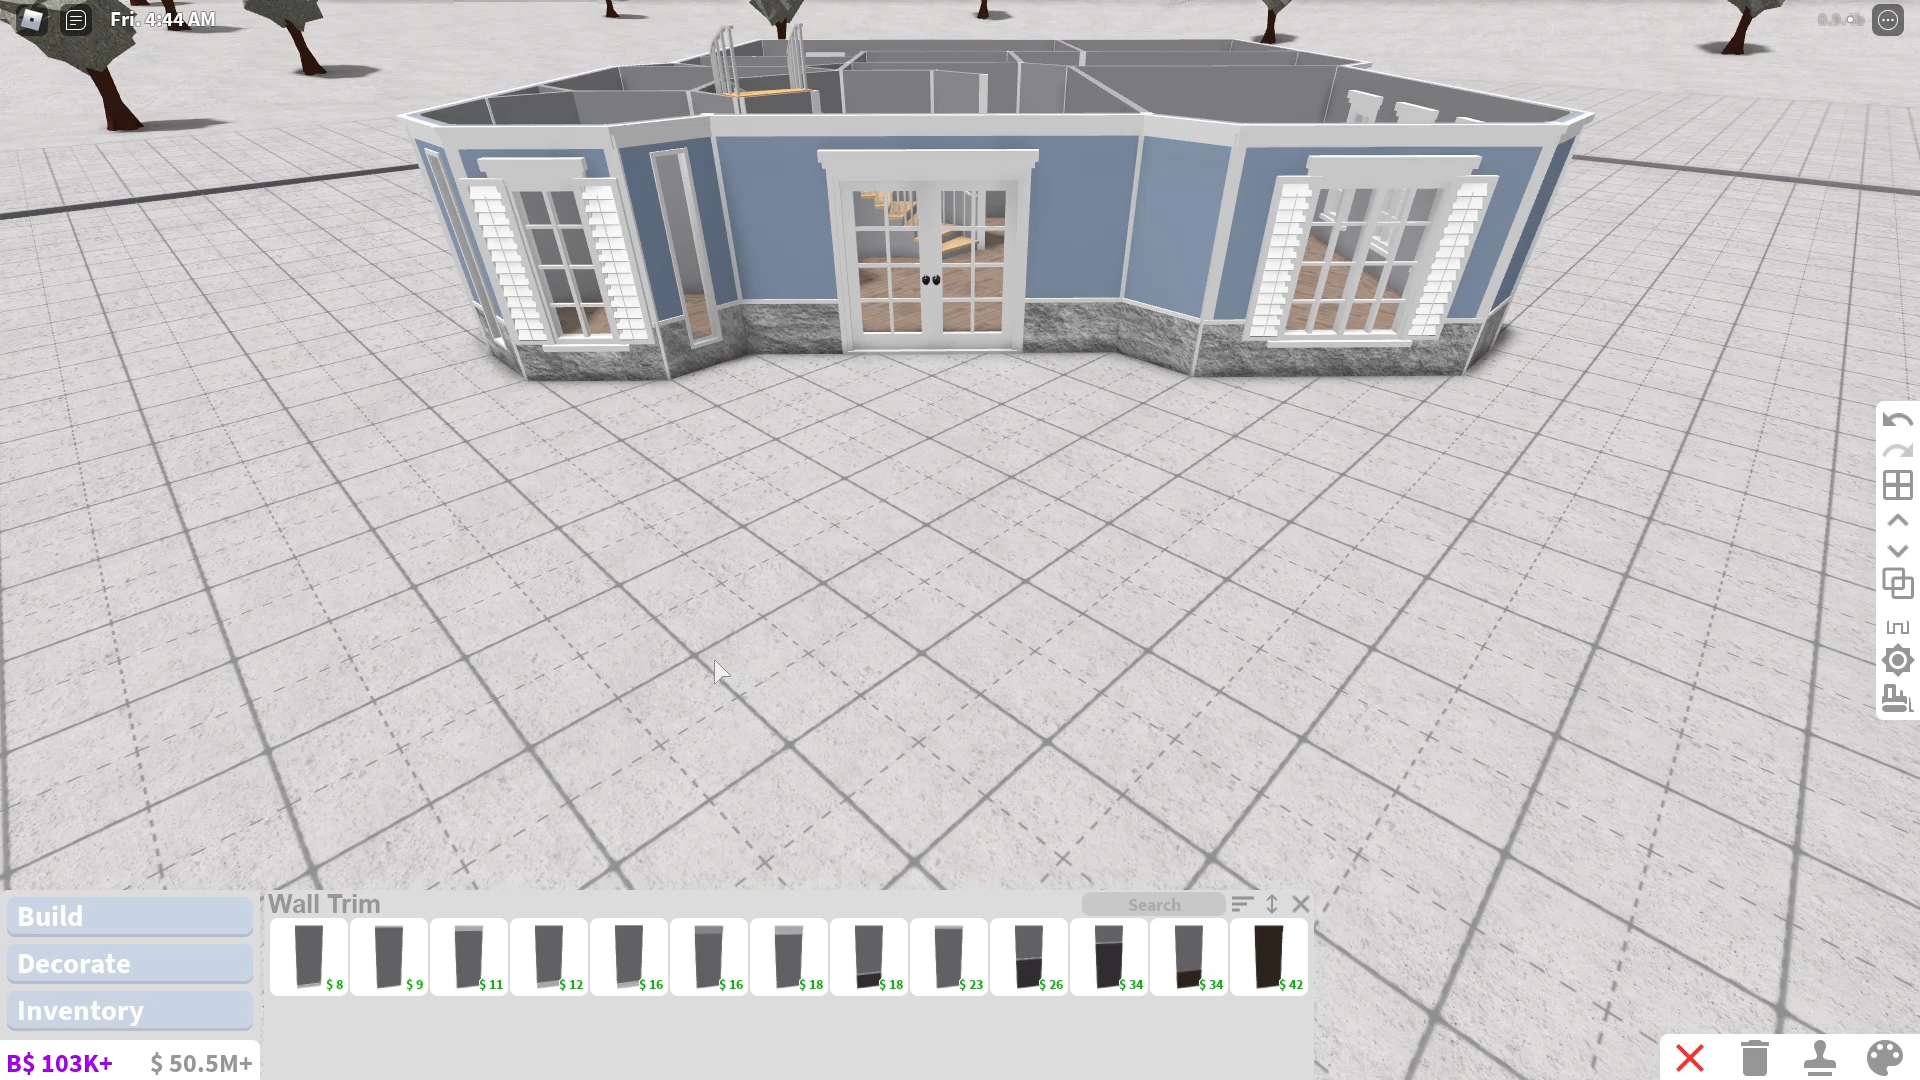 Fri. 4:44 AM
Wall Trim
Search
Build
Decorate
Inventory
$ 8
$ 9
$ 11
$ 12
$ 16
$ 16
$ 18
$ 18
$ 23
$ 26
$ 34
$ 34
$ 42
B$ 103K+
$ 50.5M+